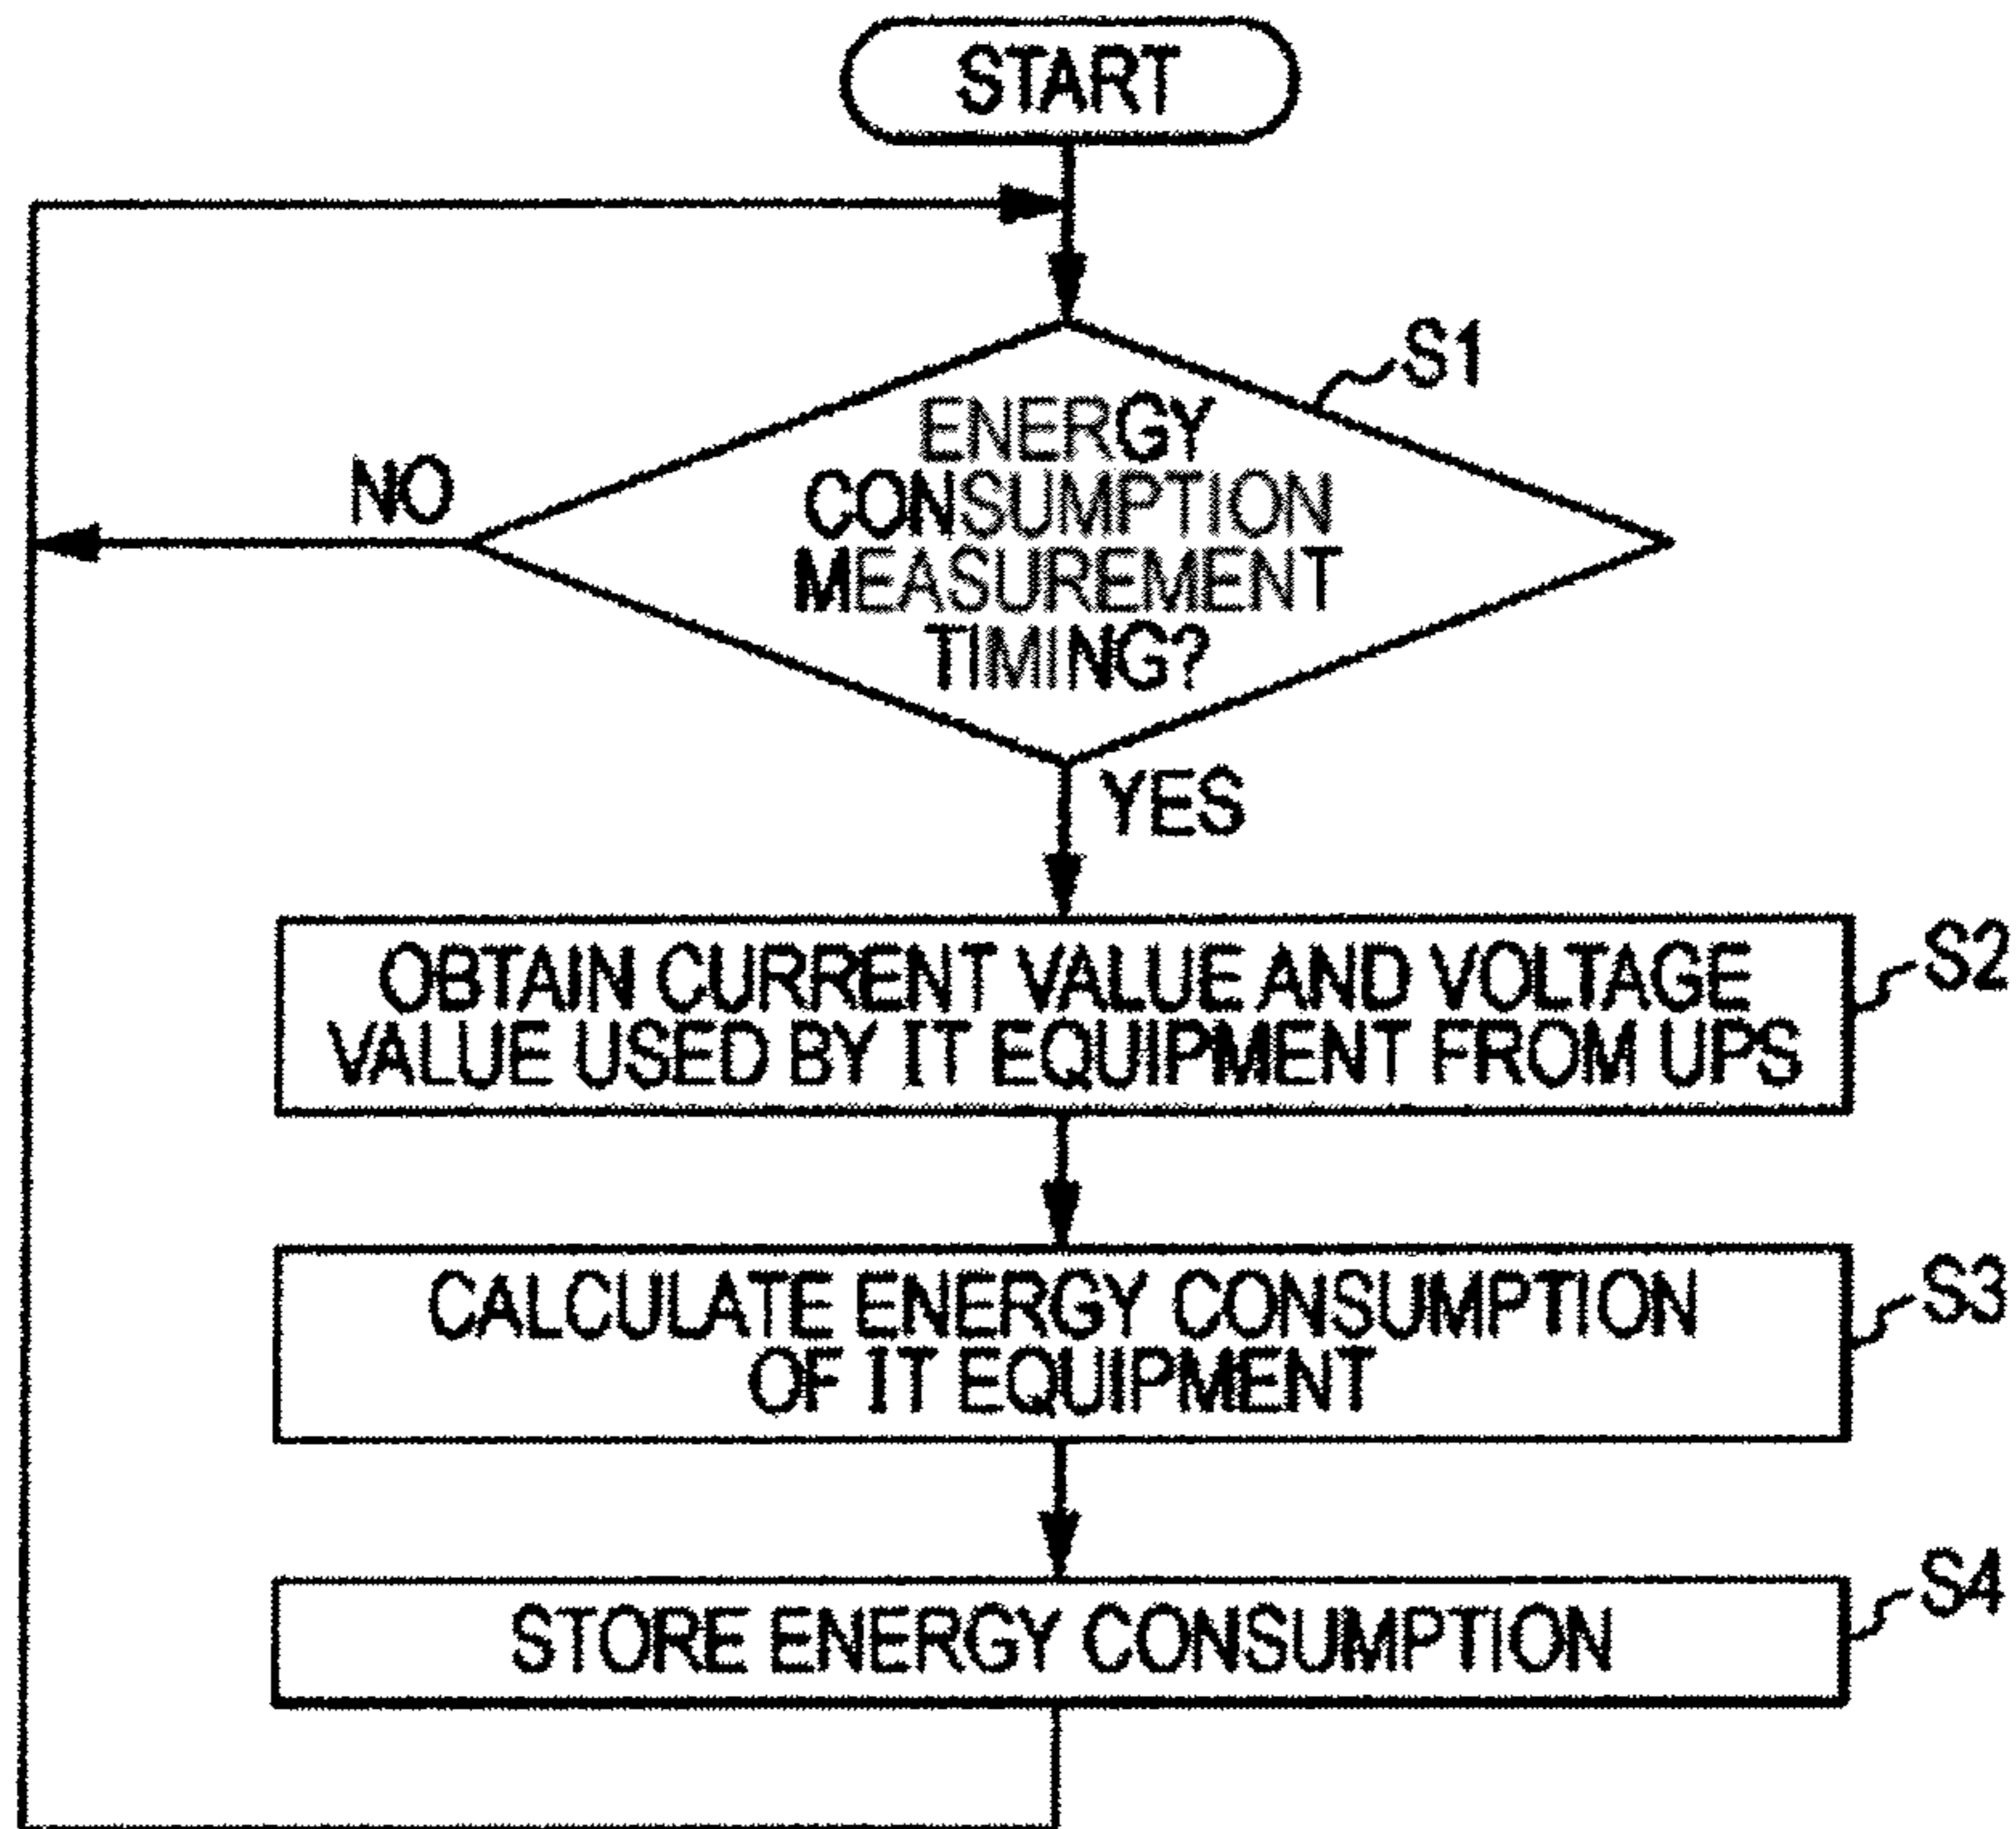 START
S1
ENERGY
CONSUMPTION
MEASUREMENT
TIMING?
NO
YES
OBTAIN CURRENT VALUE AND VOLTAGE
VALUE USED BY IT EQUIPMENT FROM UPS
S2
CALCULATE ENERGY CONSUMPTION
OF IT EQUIPMENT
S3
STORE ENERGY CONSUMPTION
S4